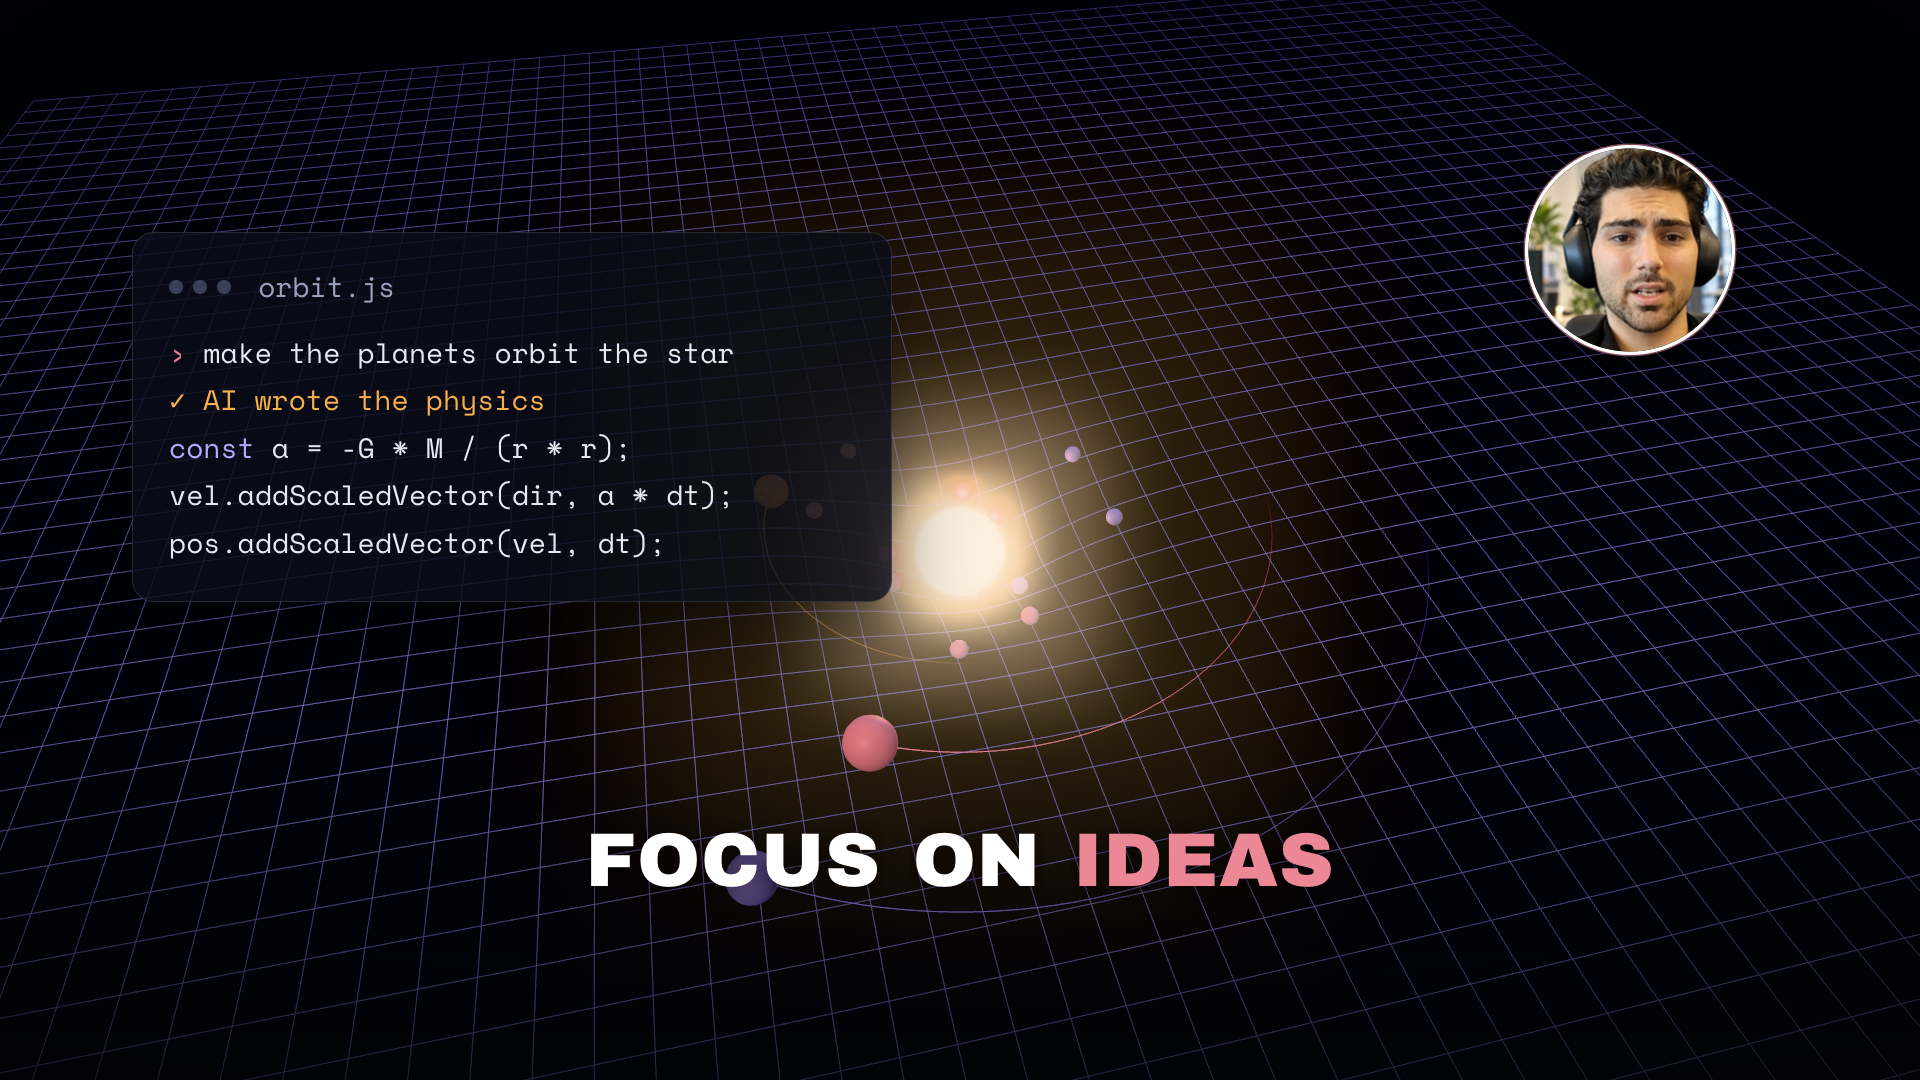 orbit.js
› make the planets orbit the star
✓ AI wrote the physics
const a = -G * M / (r * r);
vel.addScaledVector(dir, a * dt);
pos.addScaledVector(vel, dt);
FOCUS ON IDEAS